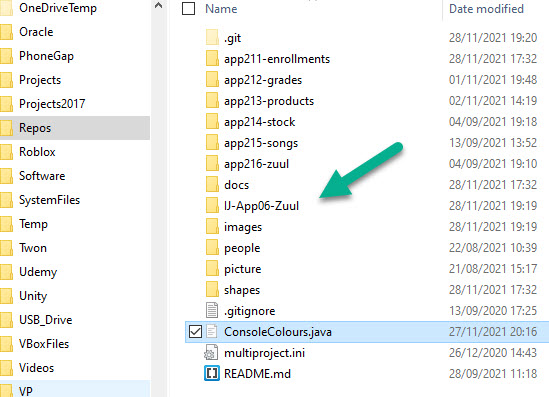 OneDriveTemp
Oracle
PhoneGap
Projects
Projects2017
Repos
Roblox
Software
SystemFiles
Temp
Twon
Udemy
Unity
USB_Drive
VBoxFiles
Videos
VP
Name Date modified
.git 28/11/2021 19:20
app211-enrollments 28/11/2021 17:32
app212-grades 01/11/2021 19:48
app213-products 02/11/2021 14:19
app214-stock 04/09/2021 19:18
app215-songs 13/09/2020 13:52
app216-zuul 04/09/2021 19:10
docs 28/11/2021 17:32
IJ-App06-Zuul 28/11/2021 19:19
images 28/11/2021 19:19
people 22/08/2021 10:39
picture 21/08/2021 15:17
shapes 28/11/2021 17:32
.gitignore 13/09/2020 17:25
ConsoleColours.java 27/11/2021 20:16
multiproject.ini 26/12/2020 14:43
README.md 28/09/2021 11:18